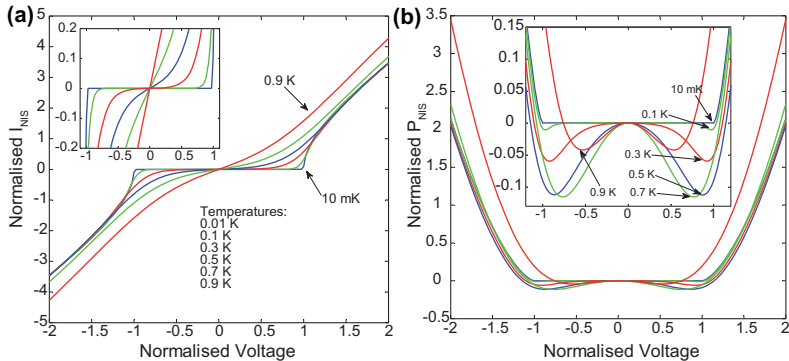 (a)
5
4
3
2
1
0
-1
-2
-3
-4
-5
Normalised I_NIS
-2
-1.5
-1
-0.5
0
0.5
1
1.5
2
Normalised Voltage
0.2
0.1
0
-0.1
-0.2
-1
-0.5
0
0.5
1
0.9 K
10 mK
Temperatures:
0.01 K
0.1 K
0.3 K
0.5 K
0.7 K
0.9 K
(b)
3.5
3
2.5
2
1.5
1
0.5
0
-0.5
Normalised P_NIS
-2
-1.5
-1
-0.5
0
0.5
1
1.5
2
Normalised Voltage
0.15
0.1
0.05
0
-0.05
-0.1
-1
-0.5
0
0.5
1
10 mK
0.1 K
0.3 K
0.5 K
0.7 K
0.9 K